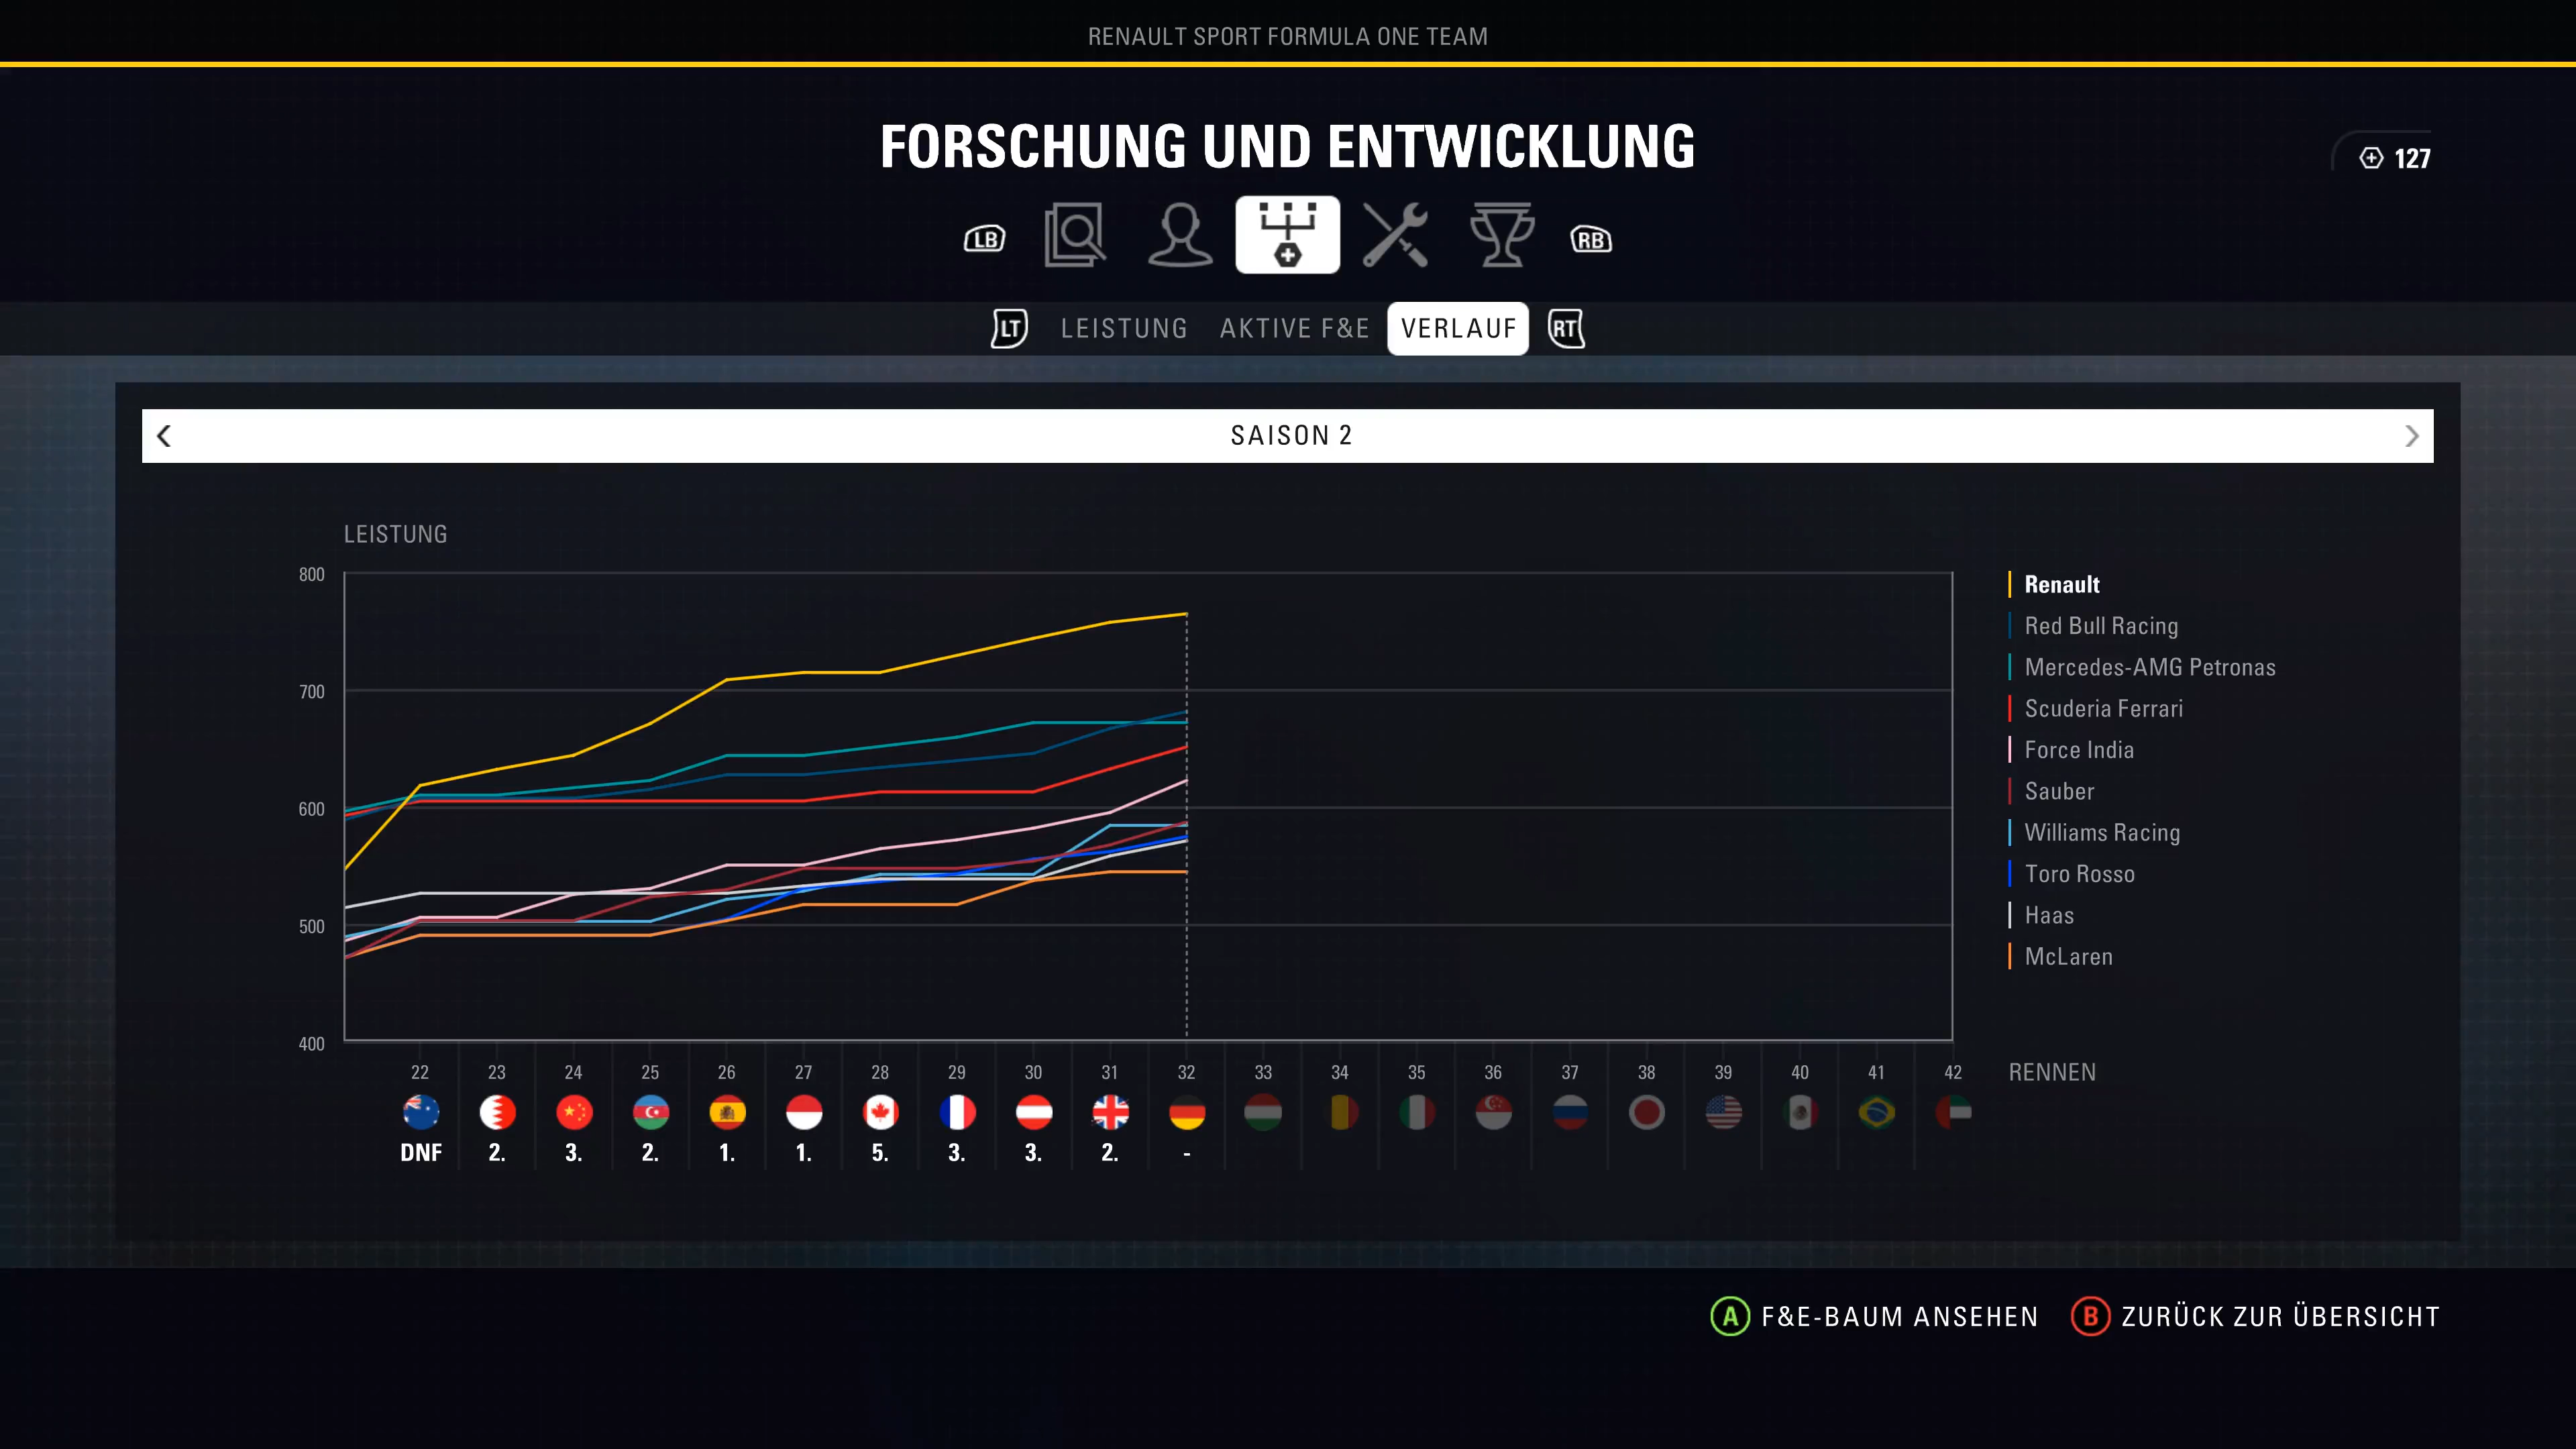 RENAULT SPORT FORMULA ONE TEAM
FORSCHUNG UND ENTWICKLUNG
127
LB
RB
LT LEISTUNG AKTIVE F&E VERLAUF RT
SAISON 2
LEISTUNG
800
700
600
500
400
Renault
Red Bull Racing
Mercedes-AMG Petronas
Scuderia Ferrari
Force India
Sauber
Williams Racing
Toro Rosso
Haas
McLaren
22 23 24 25 26 27 28 29 30 31 32 33 34 35 36 37 38 39 40 41 42 RENNEN
DNF 2. 3. 2. 1. 1. 5. 3. 3. 2. -
A F&E-BAUM ANSEHEN B ZURÜCK ZUR ÜBERSICHT